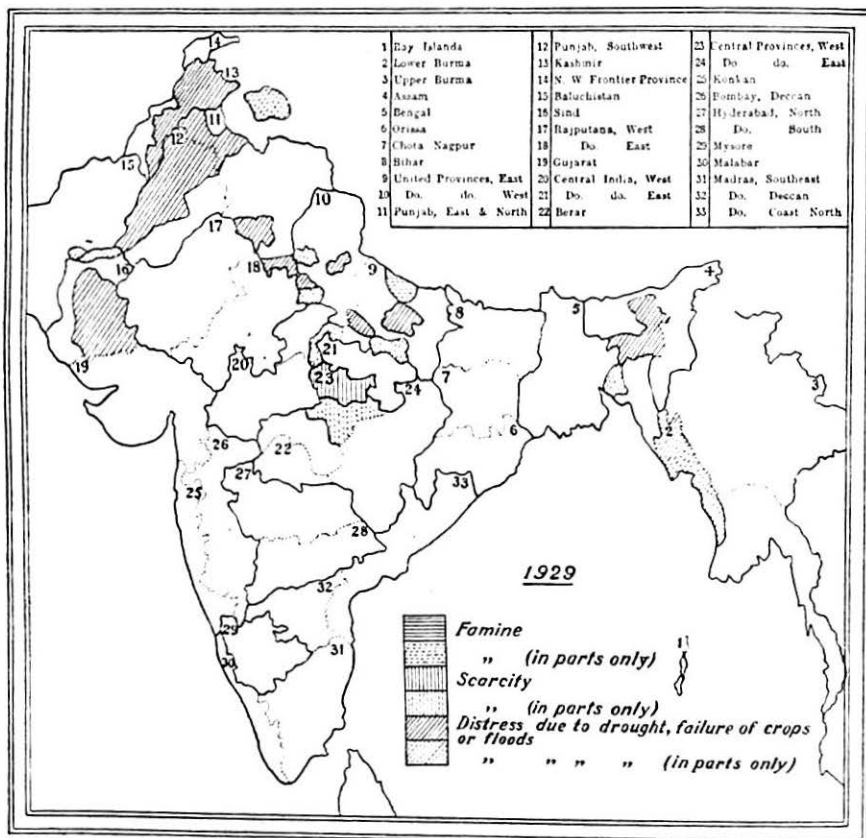 1 Bay Islands
2 Lower Burma
3 Upper Burma
4 Assam
5 Bengal
6 Orissa
7 Chota Nagpur
8 Bihar
9 United Provinces, East
10 Do. do. West
11 Punjab, East & North
12 Punjab, Southwest
13 Kashmir
14 N. W. Frontier Province
15 Baluchistan
16 Sind
17 Rajputana, West
18 Do East
19 Gujarat
20 Central India, West
21 Do. do. East
22 Berar
23 Central Provinces, West
24 Do do. East
25 Konkan
26 Bombay, Deccan
27 Hyderabad, North
28 Do. South
29 Mysore
30 Malabar
31 Madras, Southeast
32 Do. Deccan
33 Do. Coast North
14
13
11
12
15
10
17
16
18
9
4
5
8
3
19
20
21
7
23
24
2
6
26
22
27
25
33
28
32
29
31
30
1
1929
Famine
„ (in parts only)
Scarcity
„ (in parts only)
Distress due to drought, failure of crops
or floods
„ „ „ „ (in parts only)